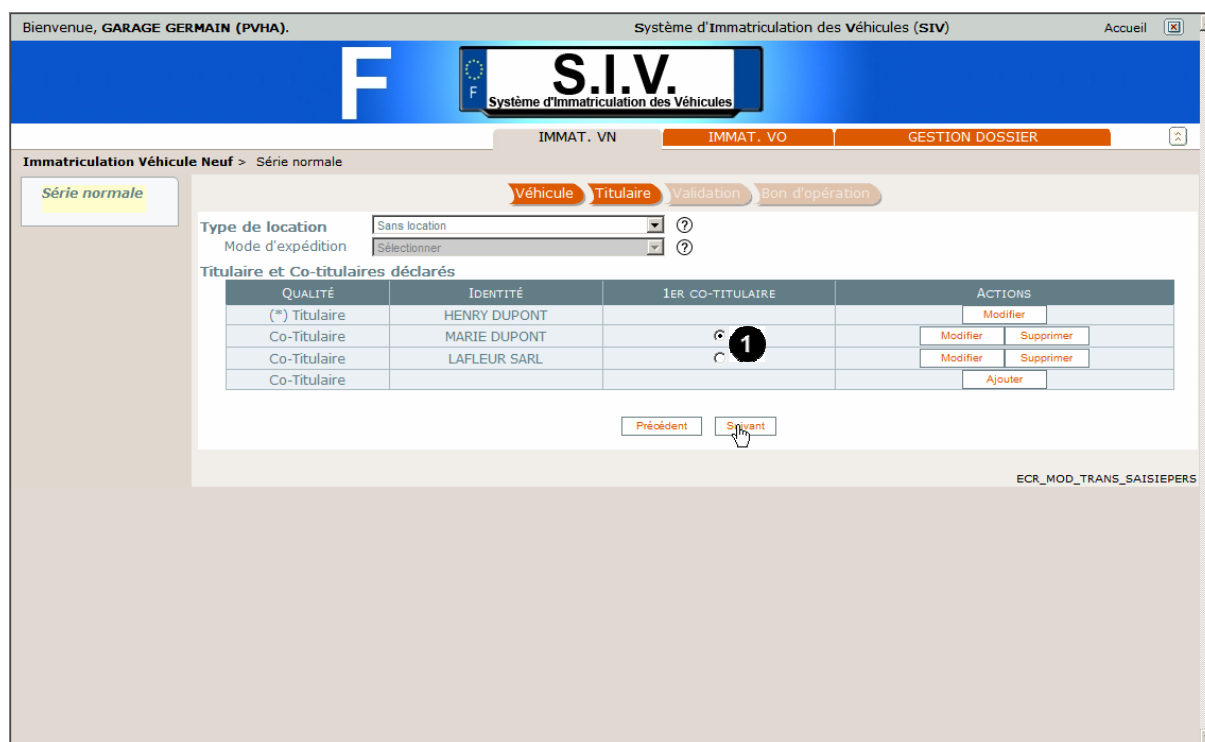 Bienvenue, GARAGE GERMAIN (PVHA). Système d'Immatriculation des Véhicules (SIV) Accueil
F
F
S.I.V.
Système d'Immatriculation des Véhicules
IMMAT. VN IMMAT. VO GESTION DOSSIER
Immatriculation Véhicule Neuf > Série normale
Série normale
Véhicule Titulaire Validation Bon d'opération
Type de location Sans location ?
Mode d'expédition Sélectionner ?
Titulaire et Co-titulaires déclarés
QUALITÉ IDENTITÉ 1ER CO-TITULAIRE ACTIONS
(*) Titulaire HENRY DUPONT Modifier
Co-Titulaire MARIE DUPONT 1 Modifier Supprimer
Co-Titulaire LAFLEUR SARL Modifier Supprimer
Co-Titulaire Ajouter
Précédent Suivant
ECR_MOD_TRANS_SAISIEPERS